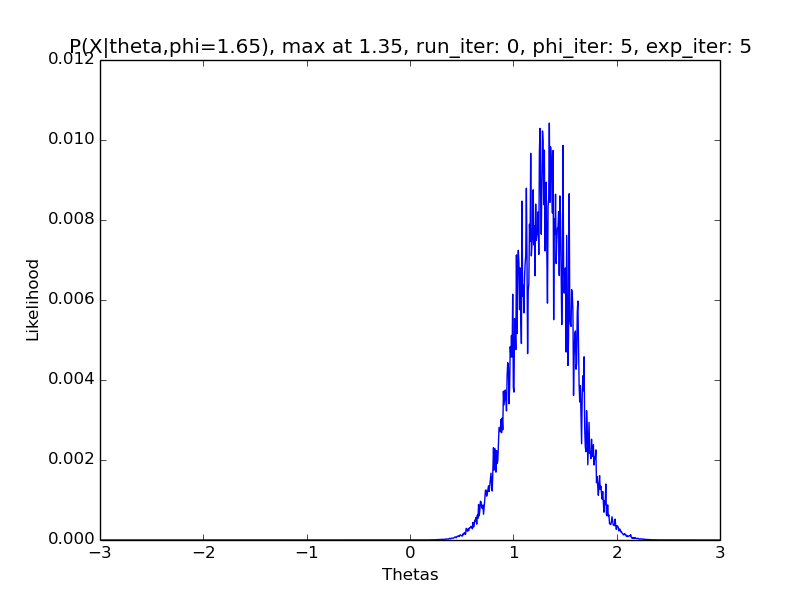 P(X|theta,phi=1.65), max at 1.35, run_iter: 0, phi_iter: 5, exp_iter: 5
0.012
0.010
0.008
0.006
0.004
0.002
0.000
Likelihood
−3 −2 −1 0 1 2 3
Thetas